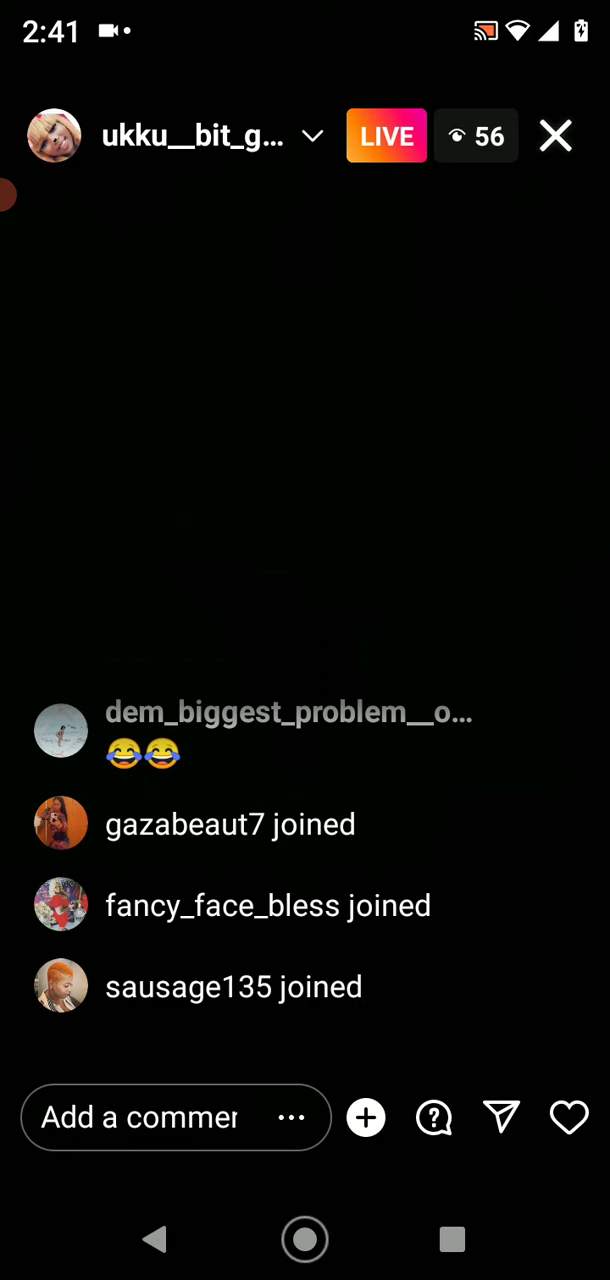 2:41
ukku__bit_g...
LIVE
56
dem_biggest_problem__o...
😂😂
gazabeaut7 joined
fancy_face_bless joined
sausage135 joined
Add a commer